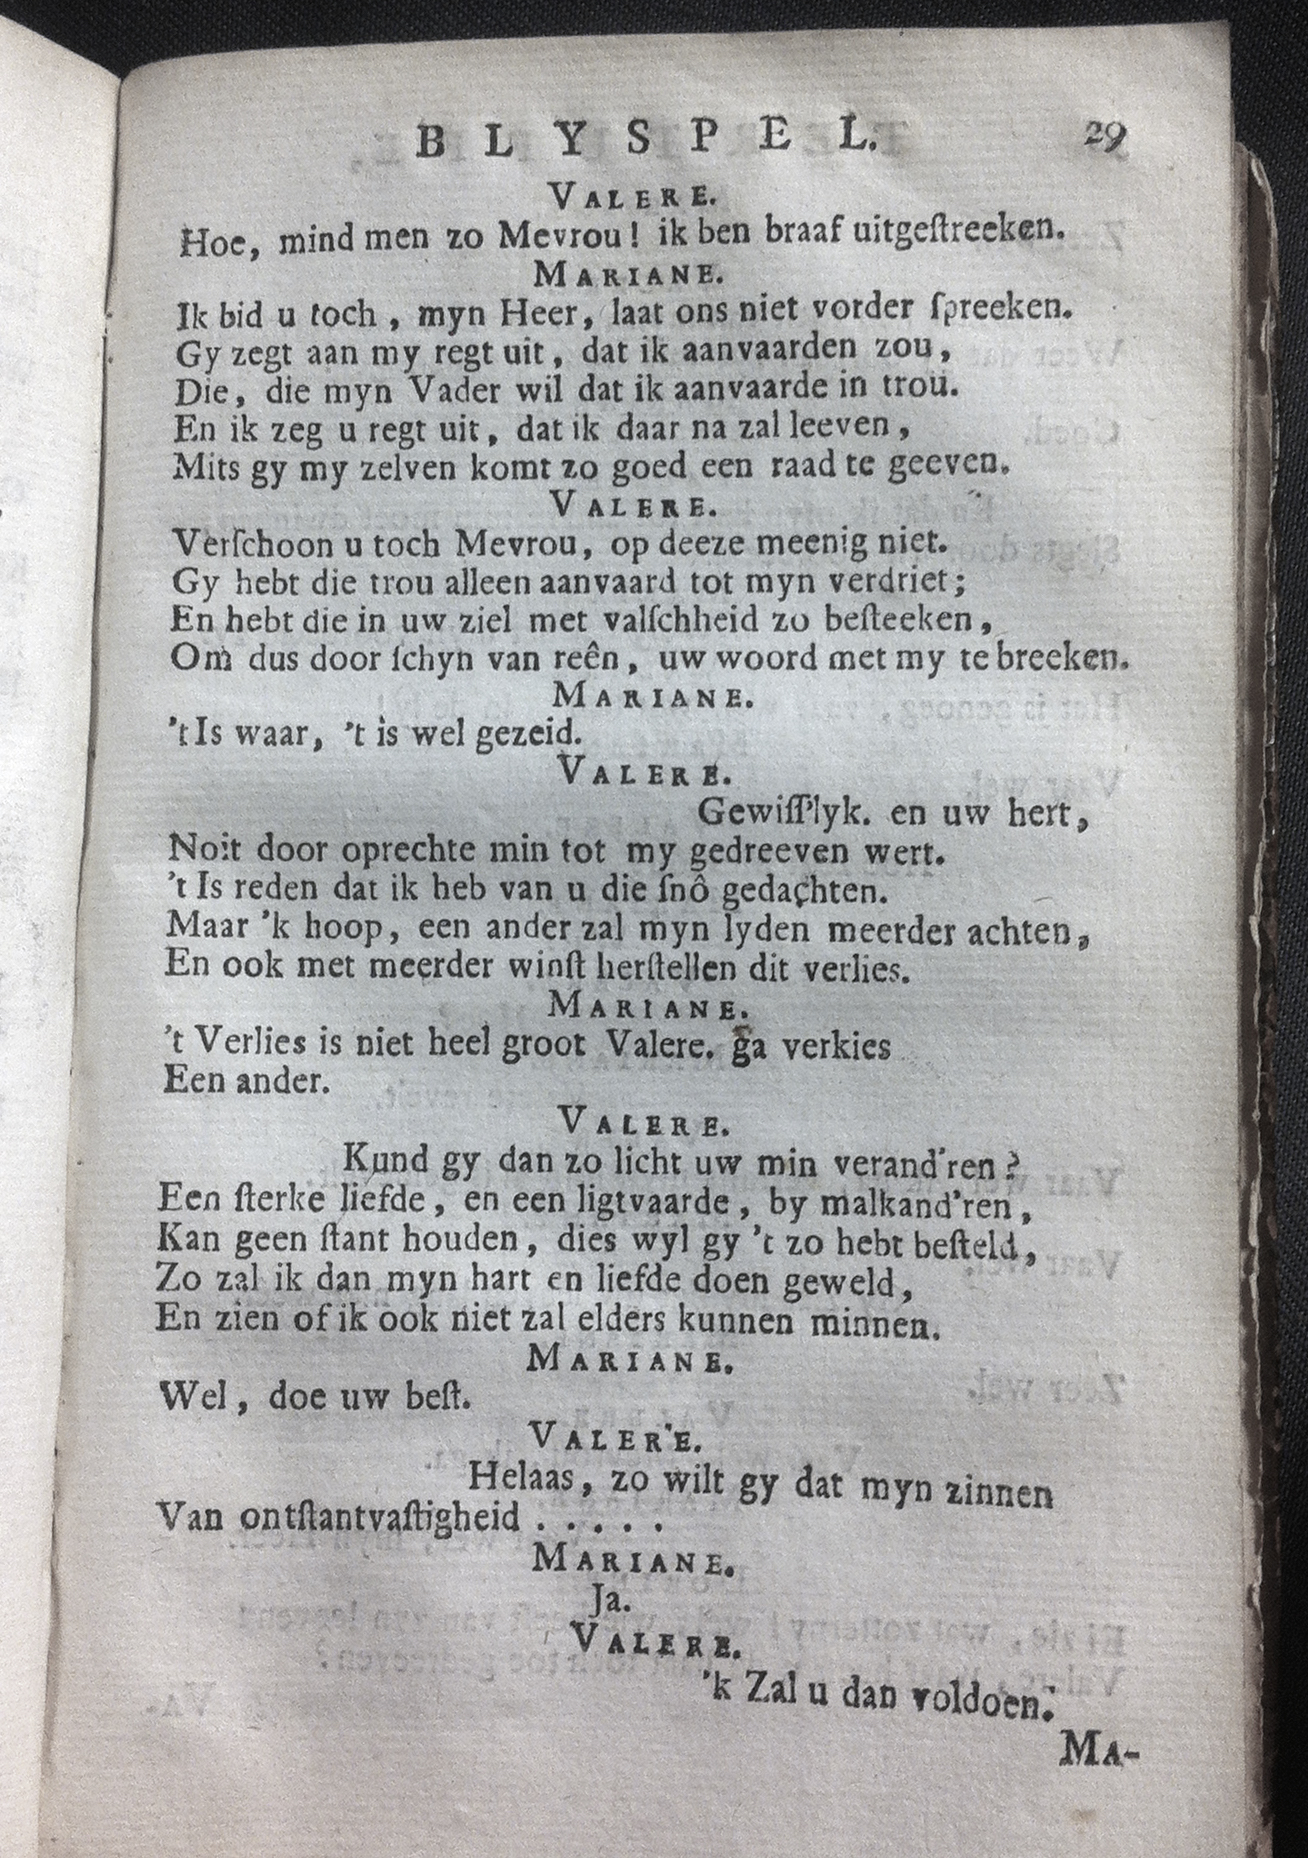 BLYSPEL. 29
VALERE.
Hoe, mind men zo Mevrou! ik ben braaf uitgeſtreeken.
MARIANE.
Ik bid u toch, myn Heer, laat ons niet vorder ſpreeken.
Gy zegt aan my regt uit, dat ik aanvaarden zou,
Die, die myn Vader wil dat ik aanvaarde in trou.
En ik zeg u regt uit, dat ik daar na zal leeven,
Mits gy my zelven komt zo goed een raad te geeven.
VALERE.
Verſchoon u toch Mevrou, op deeze meenig niet.
Gy hebt die trou alleen aanvaard tot myn verdriet;
En hebt die in uw ziel met valſchheid zo beſteeken,
Om dus door ſchyn van reên, uw woord met my te breeken.
MARIANE.
't Is waar, 't is wel gezeid.
VALERE.
Gewiſſ'lyk. en uw hert,
Noit door oprechte min tot my gedreeven wert.
't Is reden dat ik heb van u die ſnô gedachten.
Maar 'k hoop, een ander zal myn lyden meerder achten,
En ook met meerder winſt herſtellen dit verlies.
MARIANE.
't Verlies is niet heel groot Valere. ga verkies
Een ander.
VALERE.
Kund gy dan zo licht uw min verand'ren?
Een ſterke liefde, en een ligtvaarde, by malkand'ren,
Kan geen ſtant houden, dies wyl gy 't zo hebt beſteld,
Zo zal ik dan myn hart en liefde doen geweld,
En zien of ik ook niet zal elders kunnen minnen.
MARIANE.
Wel, doe uw beſt.
VALERE.
Helaas, zo wilt gy dat myn zinnen
Van ontſtantvaſtigheid . . . . .
MARIANE.
Ja.
VALERE.
'k Zal u dan voldoen.
MA-